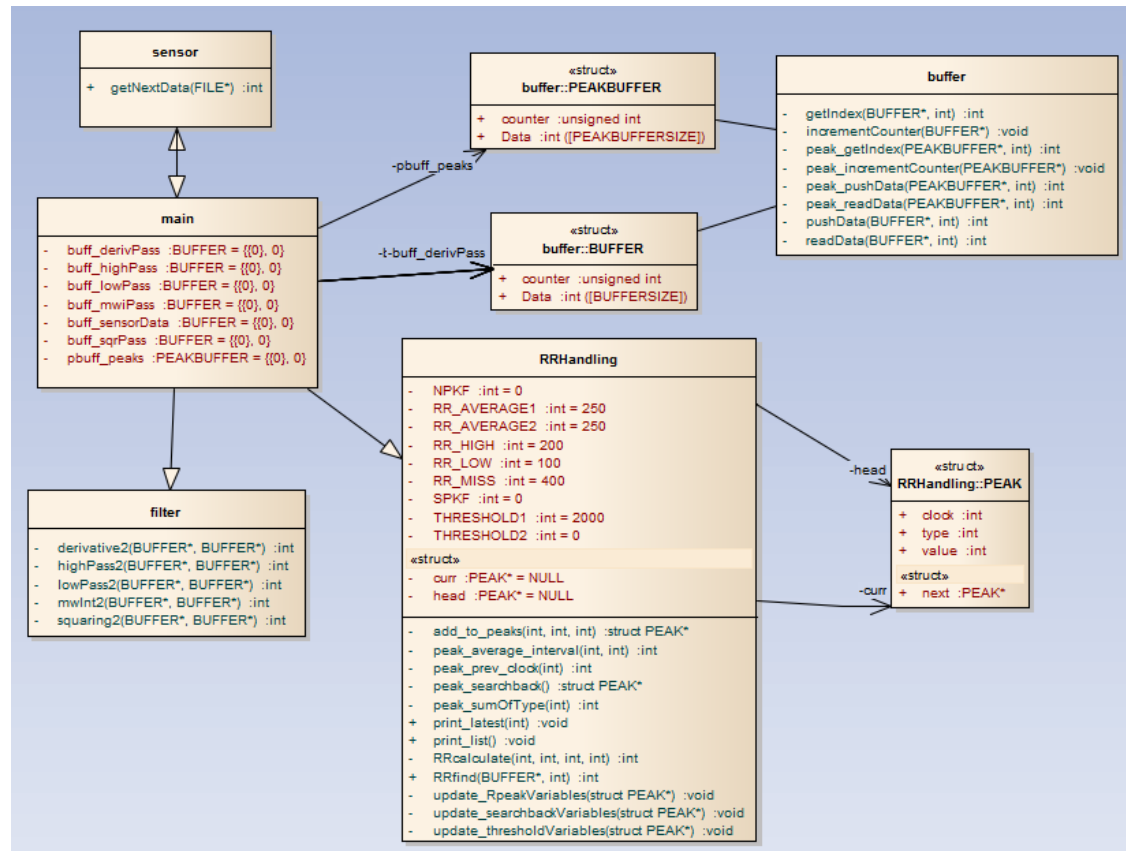 sensor
+ getNextData(FILE*) :int
«struct»
buffer::PEAKBUFFER
+ counter :unsigned int
+ Data :int ([PEAKBUFFERSIZE])
buffer
- getIndex(BUFFER*, int) :int
- incrementCounter(BUFFER*) :void
- peak_getIndex(PEAKBUFFER*, int) :int
- peak_incrementCounter(PEAKBUFFER*) :void
- peak_pushData(PEAKBUFFER*, int) :int
- peak_readData(PEAKBUFFER*, int) :int
- pushData(BUFFER*, int) :int
- readData(BUFFER*, int) :int
-pbuff_peaks
main
- buff_derivPass :BUFFER = {{0}, 0}
- buff_highPass :BUFFER = {{0}, 0}
- buff_lowPass :BUFFER = {{0}, 0}
- buff_mwiPass :BUFFER = {{0}, 0}
- buff_sensorData :BUFFER = {{0}, 0}
- buff_sqrPass :BUFFER = {{0}, 0}
- pbuff_peaks :PEAKBUFFER = {{0}, 0}
-t-buff_derivPass
«struct»
buffer::BUFFER
+ counter :unsigned int
+ Data :int ([BUFFERSIZE])
RRHandling
- NPKF :int = 0
- RR_AVERAGE1 :int = 250
- RR_AVERAGE2 :int = 250
- RR_HIGH :int = 200
- RR_LOW :int = 100
- RR_MISS :int = 400
- SPKF :int = 0
- THRESHOLD1 :int = 2000
- THRESHOLD2 :int = 0
«struct»
- curr :PEAK* = NULL
- head :PEAK* = NULL
- add_to_peaks(int, int, int) :struct PEAK*
- peak_average_interval(int, int) :int
- peak_prev_clock(int) :int
- peak_searchback() :struct PEAK*
- peak_sumOfType(int) :int
+ print_latest(int) :void
+ print_list() :void
- RRcalculate(int, int, int, int) :int
+ RRfind(BUFFER*, int) :int
- update_RpeakVariables(struct PEAK*) :void
- update_searchbackVariables(struct PEAK*) :void
- update_thresholdVariables(struct PEAK*) :void
-head
-curr
«struct»
RRHandling::PEAK
+ clock :int
+ type :int
+ value :int
«struct»
+ next :PEAK*
filter
- derivative2(BUFFER*, BUFFER*) :int
- highPass2(BUFFER*, BUFFER*) :int
- lowPass2(BUFFER*, BUFFER*) :int
- mwInt2(BUFFER*, BUFFER*) :int
- squaring2(BUFFER*, BUFFER*) :int